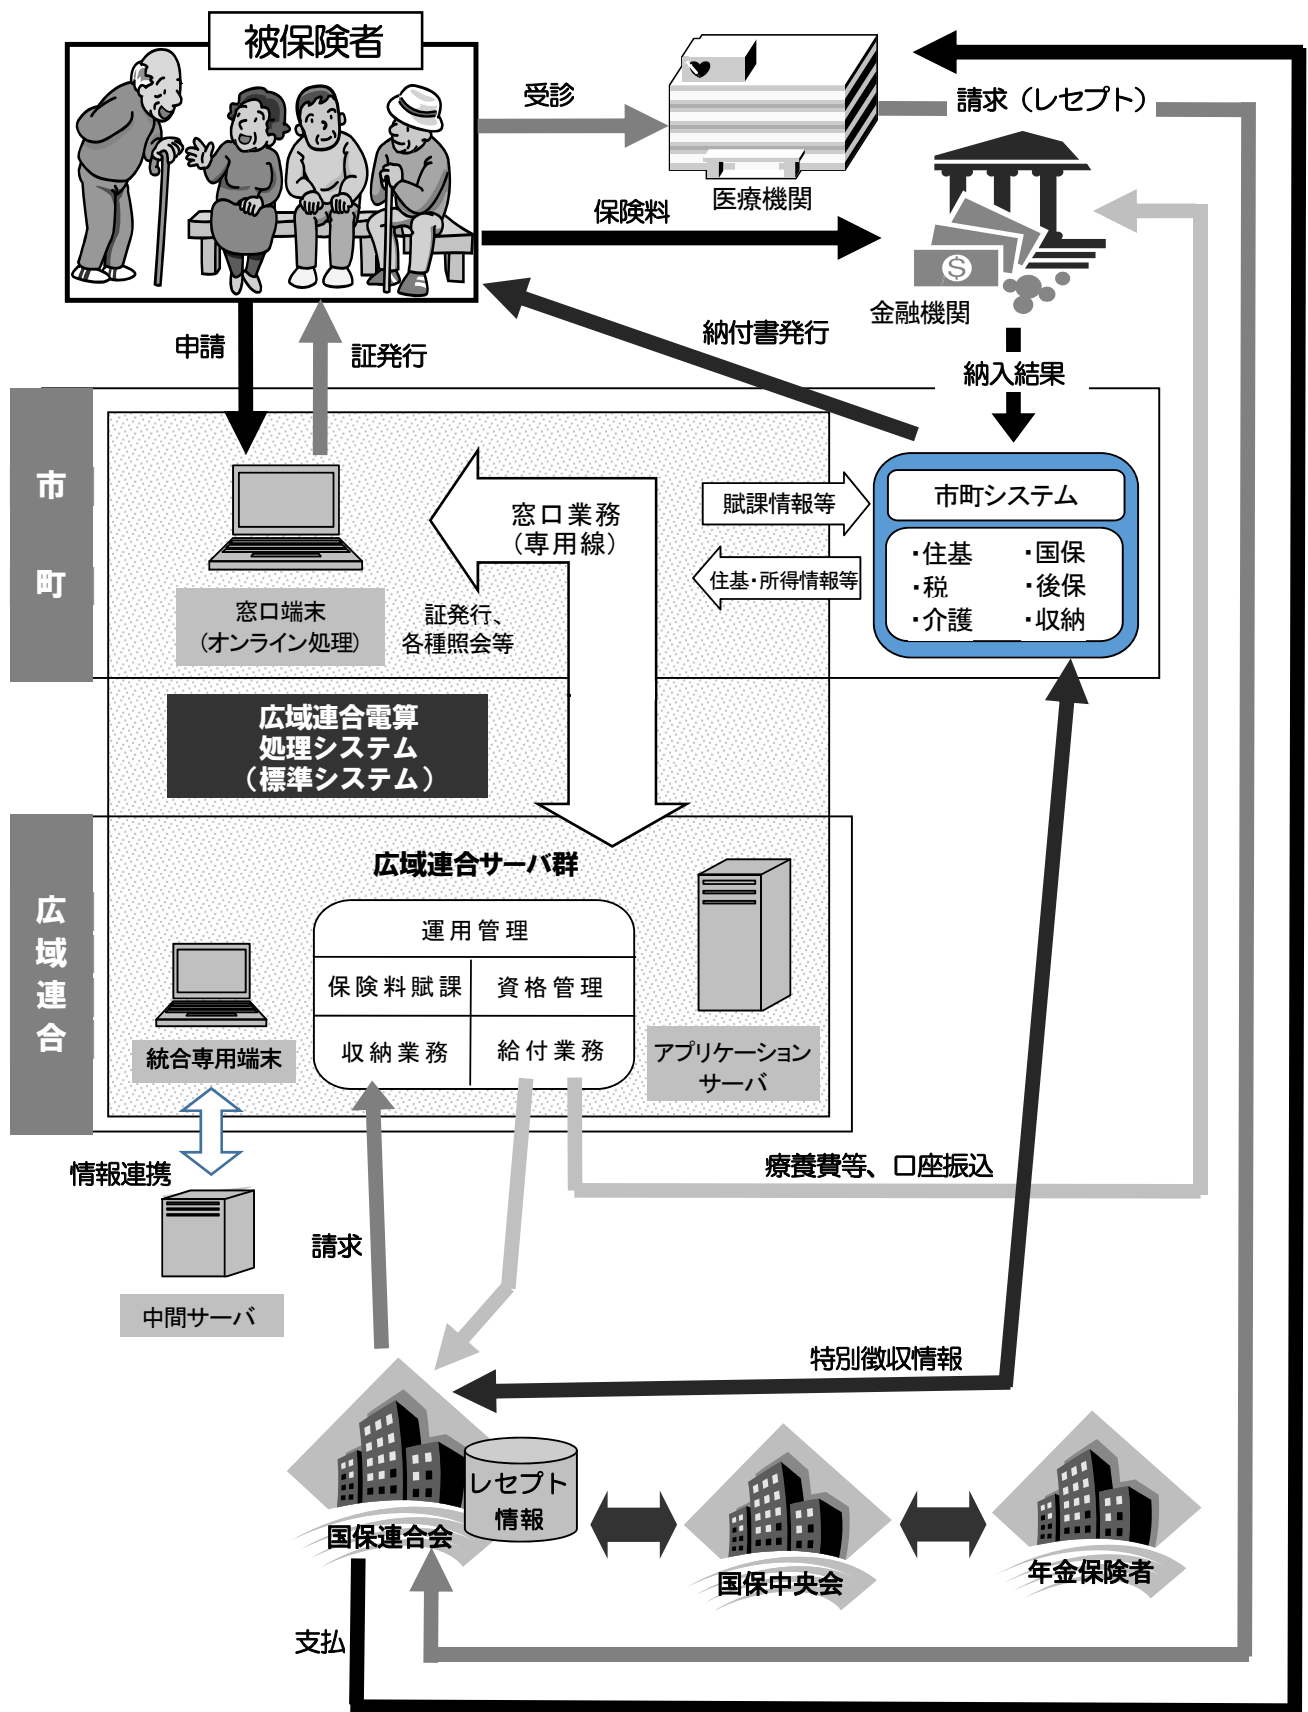 被保険者
受診
医療機関
請求（レセプト）
保険料
金融機関
納付書発行
納入結果
申請
証発行
市
町
窓口業務
（専用線）
賦課情報等
住基・所得情報等
市町システム
・住基
・国保
・税
・後保
・介護
・収納
窓口端末
（オンライン処理）
証発行、
各種照会等
広域連合電算
処理システム
（標準システム）
広
域
連
合
広域連合サーバ群
運用管理
保険料賦課
資格管理
収納業務
給付業務
統合専用端末
アプリケーション
サーバ
情報連携
療養費等、口座振込
請求
中間サーバ
特別徴収情報
レセプト
情報
国保連合会
国保中央会
年金保険者
支払
$